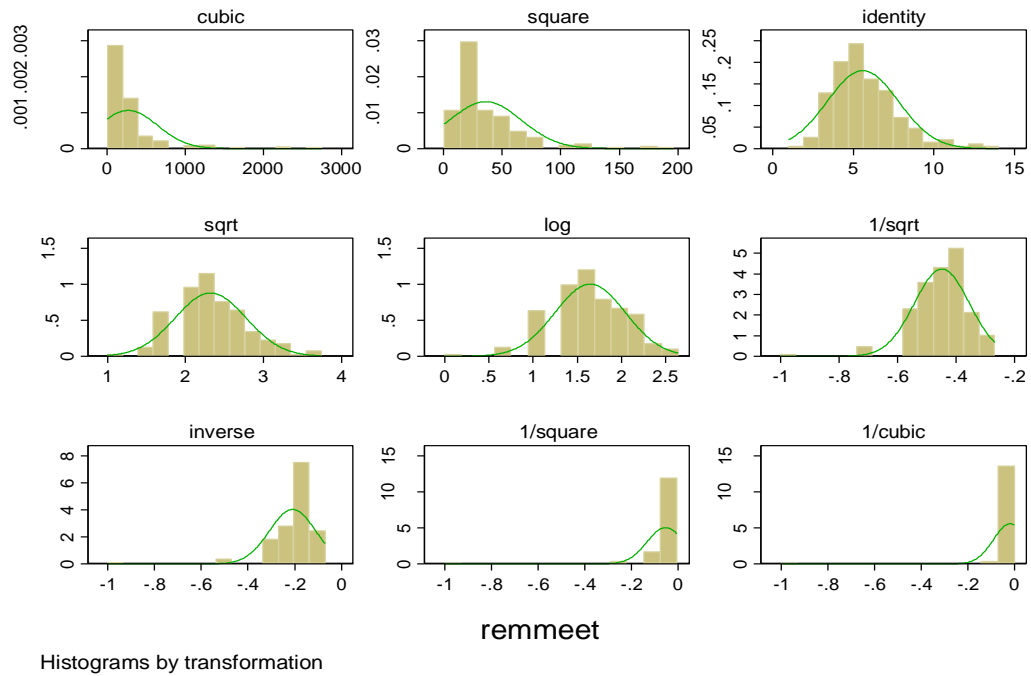 cubic
square
identity
0 .001 .002 .003
0 .01 .02 .03
0 .05 .1 .15 .2 .25
0 1000 2000 3000
0 50 100 150 200
0 5 10 15
sqrt
log
1/sqrt
0 .5 1 1.5
0 .5 1 1.5
0 1 2 3 4 5
1 2 3 4
0 .5 1 1.5 2 2.5
-1 -.8 -.6 -.4 -.2
inverse
1/square
1/cubic
0 2 4 6 8
0 5 10 15
0 5 10 15
-1 -.8 -.6 -.4 -.2 0
-1 -.8 -.6 -.4 -.2 0
-1 -.8 -.6 -.4 -.2 0
remmeet
Histograms by transformation